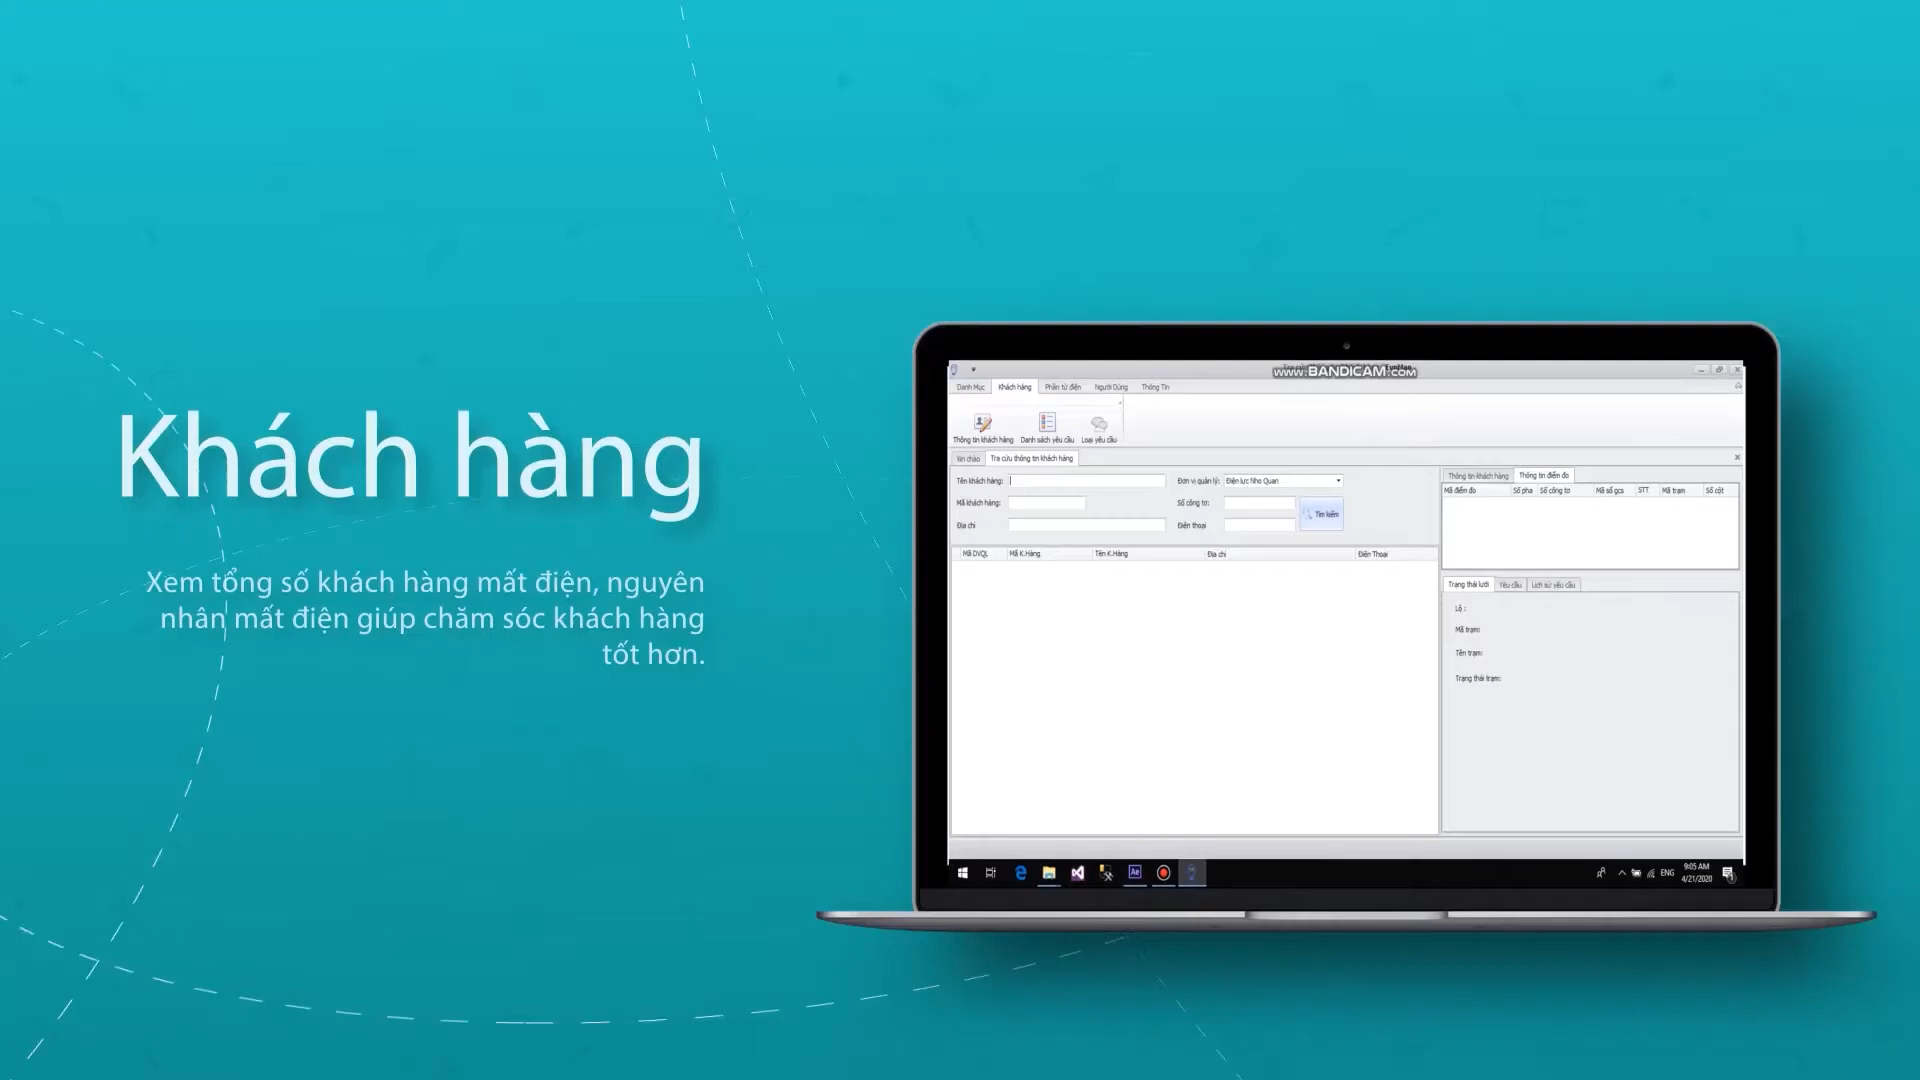 Khách hàng
Xem tổng số khách hàng mất điện, nguyên
nhân mất điện giúp chăm sóc khách hàng
tốt hơn.
www.BANDICAM.com
Danh Mục Khách hàng Phần tử điện Người Dùng Thông Tin
Thông tin khách hàng Danh sách yêu cầu Loại yêu cầu
Xin chào Tra cứu thông tin khách hàng
Tên khách hàng: Đơn vị quản lý: Điện lực Nho Quan
Mã khách hàng: Số công tơ: Tìm kiếm
Địa chỉ Điện thoại
Mã DVQL Mã K.Hàng Tên K.Hàng Địa chỉ Điện Thoại
Thông tin khách hàng Thông tin điểm đo
Mã điểm đo Số pha Số công tơ Mã sổ gcs STT Mã trạm Số cột
Trạng thái lưới Yêu cầu Lịch sử yêu cầu
Lộ :
Mã trạm:
Tên trạm:
Trạng thái trạm:
Ae
ENG
9:05 AM
4/21/2020